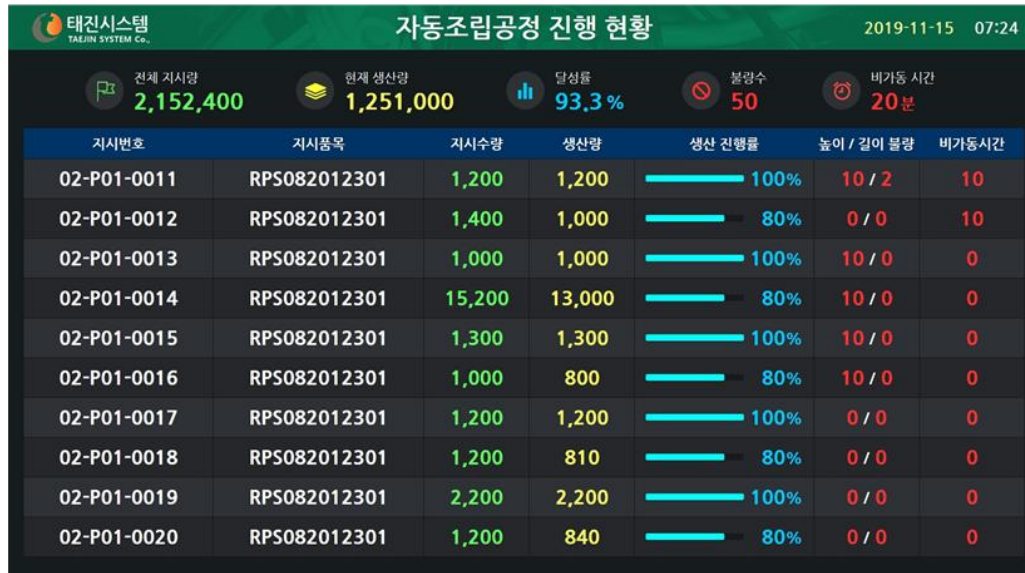 태진시스템
TAEJIN SYSTEM Co.,
자동조립공정 진행 현황
2019-11-15 07:24
전체 지시량
2,152,400
현재 생산량
1,251,000
달성률
93.3 %
불량수
50
비가동 시간
20분
지시번호 지시품목 지시수량 생산량 생산 진행률 높이 / 길이 불량 비가동시간
02-P01-0011 RPS082012301 1,200 1,200 100% 10 / 2 10
02-P01-0012 RPS082012301 1,400 1,000 80% 0 / 0 10
02-P01-0013 RPS082012301 1,000 1,000 100% 10 / 0 0
02-P01-0014 RPS082012301 15,200 13,000 80% 10 / 0 0
02-P01-0015 RPS082012301 1,300 1,300 100% 10 / 0 0
02-P01-0016 RPS082012301 1,000 800 80% 10 / 0 0
02-P01-0017 RPS082012301 1,200 1,200 100% 0 / 0 0
02-P01-0018 RPS082012301 1,200 810 80% 0 / 0 0
02-P01-0019 RPS082012301 2,200 2,200 100% 0 / 0 0
02-P01-0020 RPS082012301 1,200 840 80% 0 / 0 0